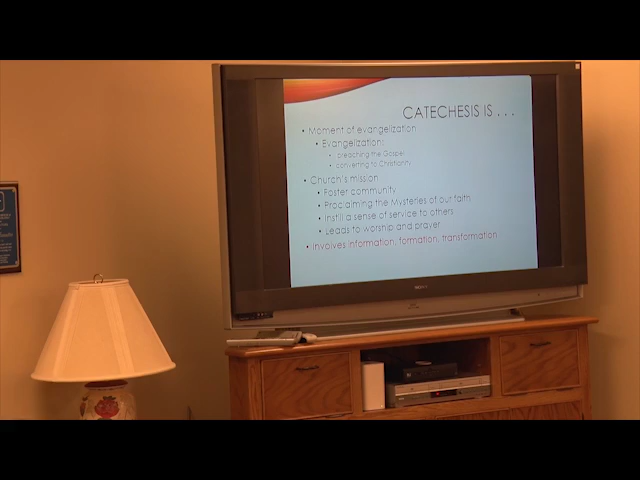 CATECHESIS IS . . .
• Moment of evangelization
• Evangelization:
• preaching the Gospel
• converting to Christianity
• Church's mission
• Foster community
• Proclaiming the Mysteries of our faith
• Instill a sense of service to others
• Leads to worship and prayer
• Involves information, formation, transformation
SONY